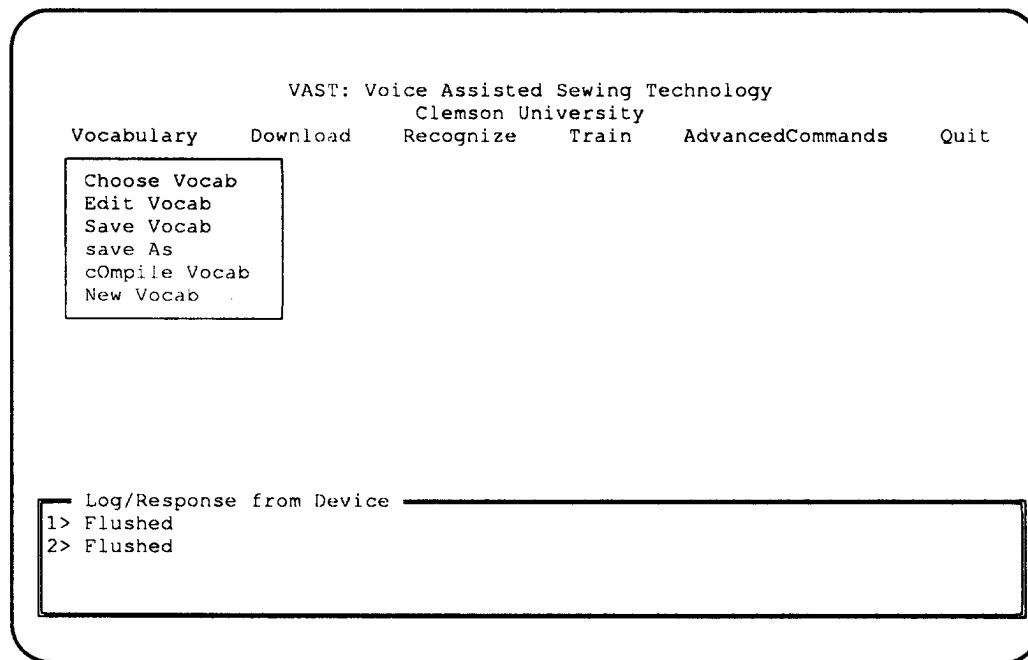 VAST: Voice Assisted Sewing Technology
Clemson University
Vocabulary Download Recognize Train AdvancedCommands Quit
Choose Vocab
Edit Vocab
Save Vocab
save As
cOmpile Vocab
New Vocab
Log/Response from Device
1> Flushed
2> Flushed